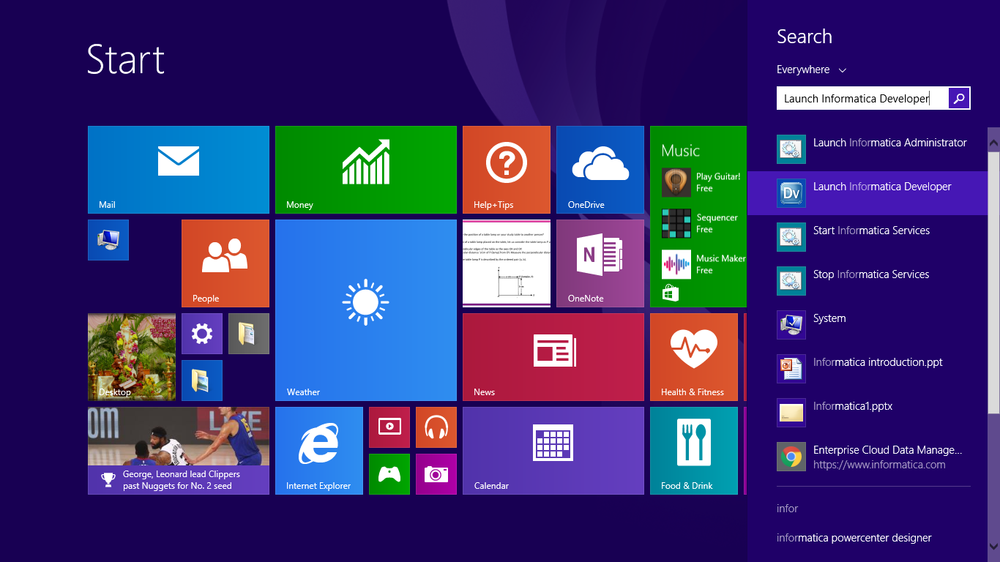 Start
Mail
Money
Help+Tips
OneDrive
Music
Play Guitar!
Free
Sequencer
Free
Music Maker
Free
People
Weather
N
OneNote
Desktop
News
Health & Fitness
LIVE
George, Leonard lead Clippers
past Nuggets for No. 2 seed
Internet Explorer
Calendar
Food & Drink
Search
Everywhere
Launch Informatica Developer
Launch Informatica Administrator
Dv
Launch Informatica Developer
Start Informatica Services
Stop Informatica Services
System
Informatica introduction.ppt
Informatica1.pptx
Enterprise Cloud Data Manage...
https://www.informatica.com
infor
informatica powercenter designer